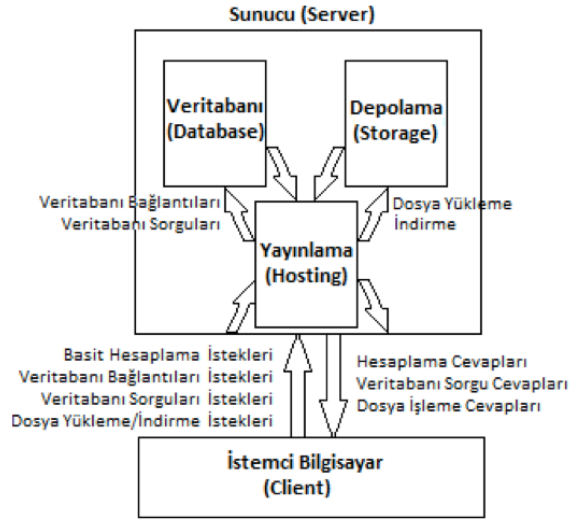 Sunucu (Server)
Veritabanı
(Database)
Depolama
(Storage)
Veritabanı Bağlantıları
Veritabanı Sorguları
Dosya Yükleme
İndirme
Yayınlama
(Hosting)
Basit Hesaplama İstekleri
Veritabanı Bağlantıları İstekleri
Veritabanı Sorguları İstekleri
Dosya Yükleme/İndirme İstekleri
Hesaplama Cevapları
Veritabanı Sorgu Cevapları
Dosya İşleme Cevapları
İstemci Bilgisayar
(Client)